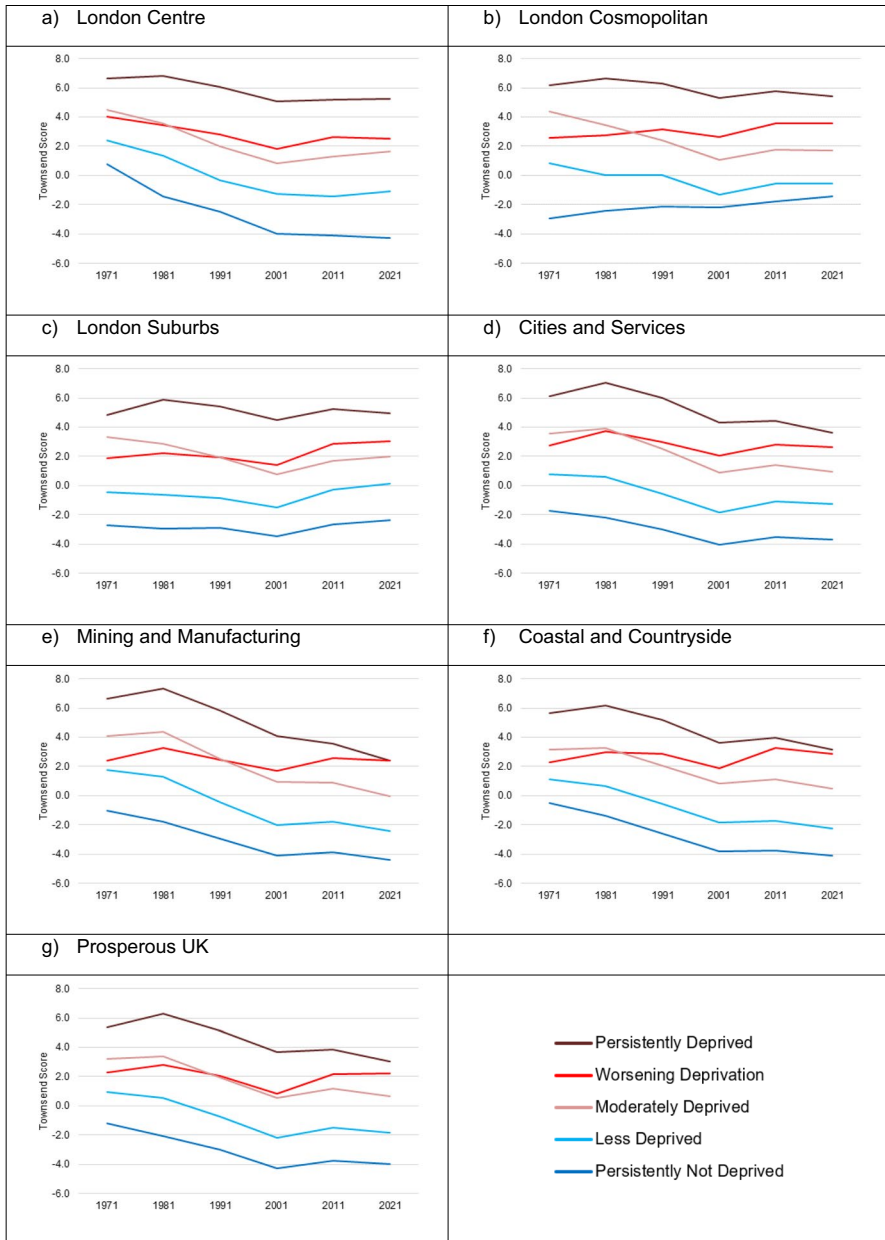 a) London Centre
b) London Cosmopolitan
8.0
6.0
4.0
2.0
0.0
-2.0
-4.0
-6.0
Townsend Score
1971 1981 1991 2001 2011 2021
8.0
6.0
4.0
2.0
0.0
-2.0
-4.0
-6.0
Townsend Score
1971 1981 1991 2001 2011 2021
c) London Suburbs
d) Cities and Services
8.0
6.0
4.0
2.0
0.0
-2.0
-4.0
-6.0
Townsend Score
1971 1981 1991 2001 2011 2021
8.0
6.0
4.0
2.0
0.0
-2.0
-4.0
-6.0
Townsend Score
1971 1981 1991 2001 2011 2021
e) Mining and Manufacturing
f) Coastal and Countryside
8.0
6.0
4.0
2.0
0.0
-2.0
-4.0
-6.0
Townsend Score
1971 1981 1991 2001 2011 2021
8.0
6.0
4.0
2.0
0.0
-2.0
-4.0
-6.0
Townsend Score
1971 1981 1991 2001 2011 2021
g) Prosperous UK
8.0
6.0
4.0
2.0
0.0
-2.0
-4.0
-6.0
Townsend Score
1971 1981 1991 2001 2011 2021
Persistently Deprived
Worsening Deprivation
Moderately Deprived
Less Deprived
Persistently Not Deprived